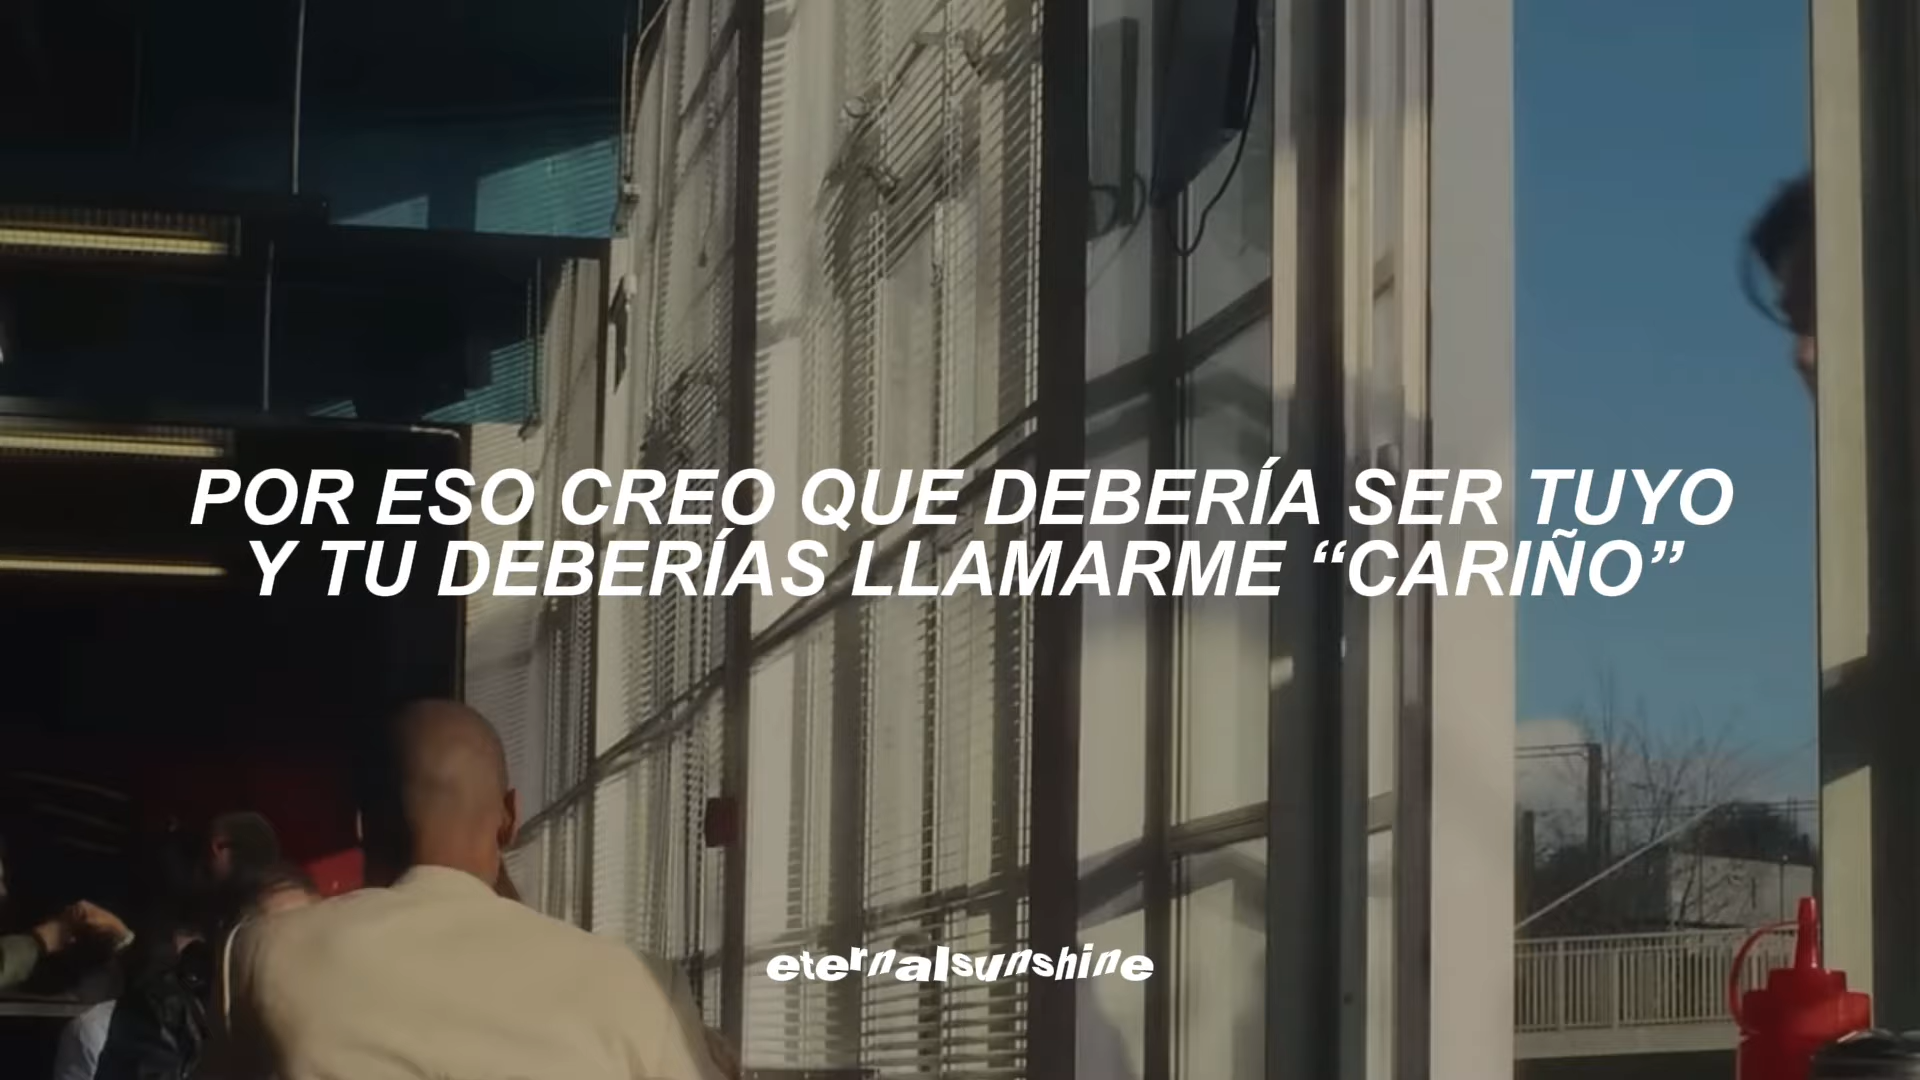 POR ESO CREO QUE DEBERÍA SER TUYO
Y TU DEBERÍAS LLAMARME “CARIÑO”
eternalsunshine